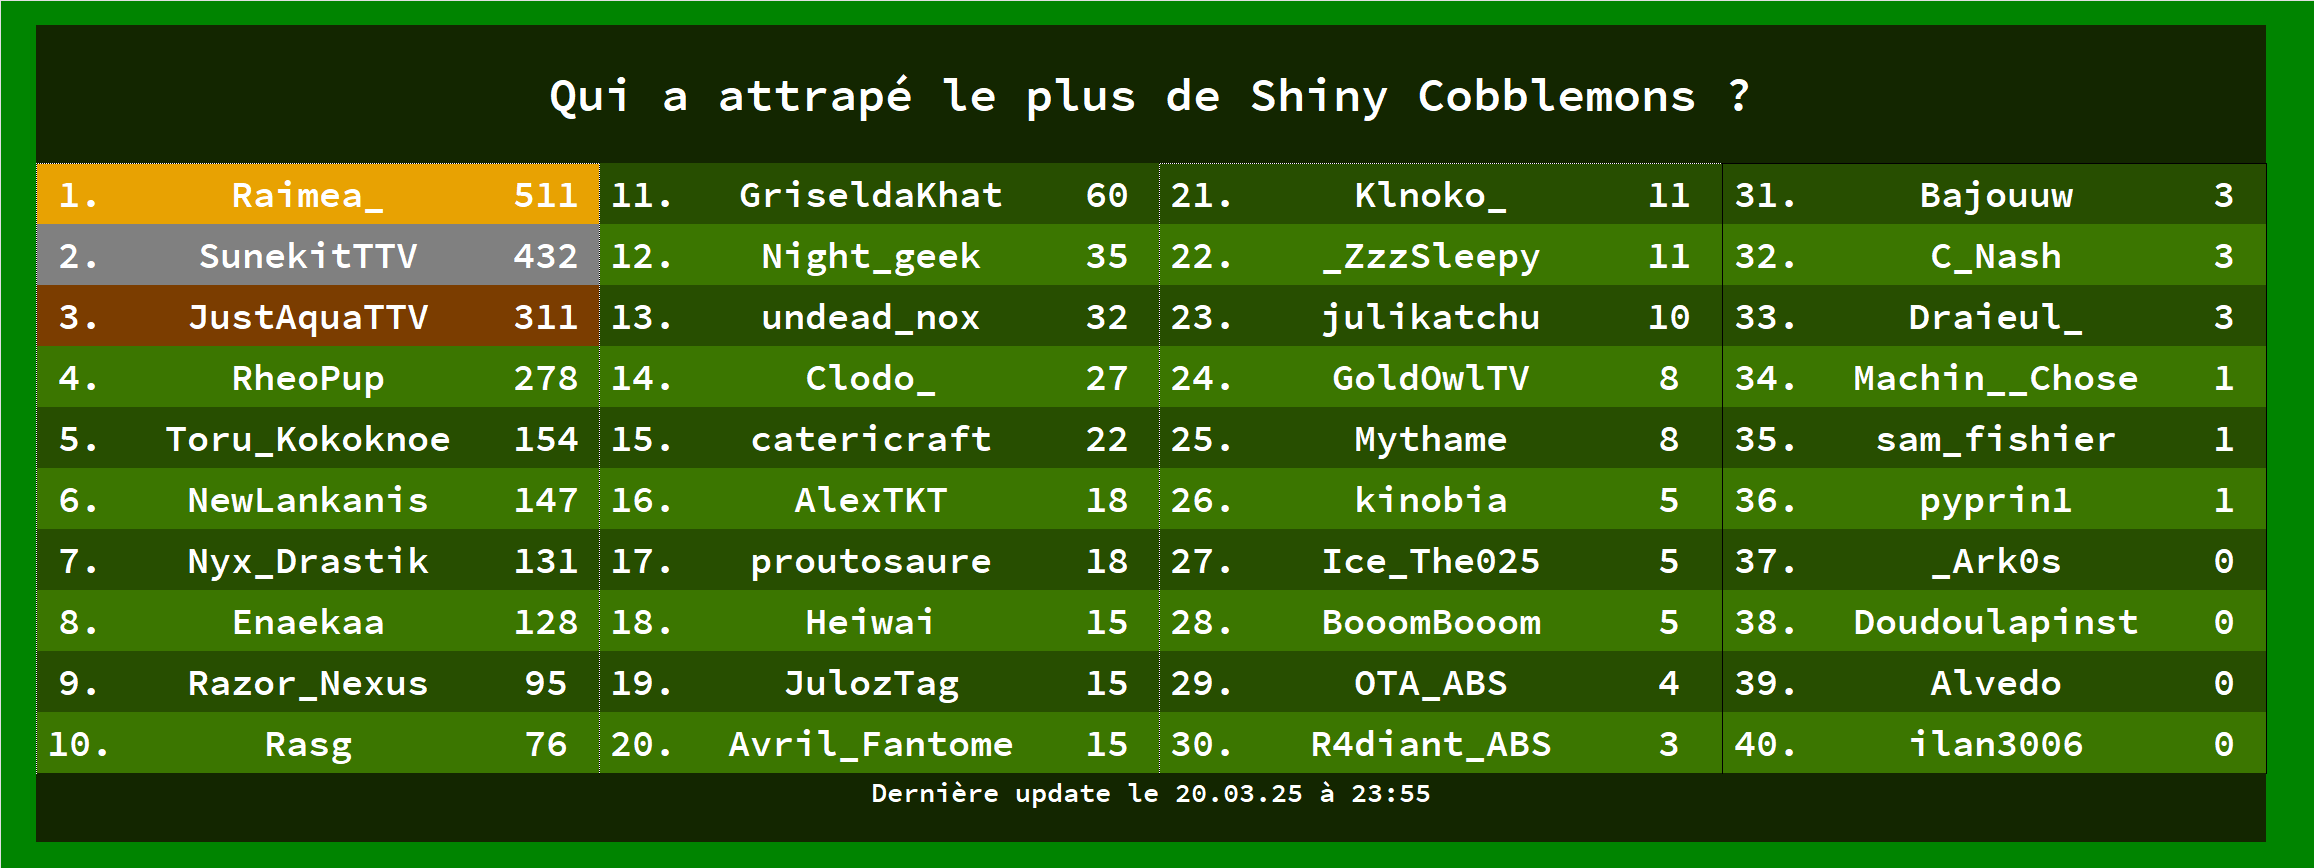 Qui a attrapé le plus de Shiny Cobblemons ?
1. Raimea_ 511
2. SunekitTTV 432
3. JustAquaTTV 311
4. RheoPup 278
5. Toru_Kokoknoe 154
6. NewLankanis 147
7. Nyx_Drastik 131
8. Enaekaa 128
9. Razor_Nexus 95
10. Rasg 76
11. GriseldaKhat 60
12. Night_geek 35
13. undead_nox 32
14. Clodo_ 27
15. catericraft 22
16. AlexTKT 18
17. proutosaure 18
18. Heiwai 15
19. JulozTag 15
20. Avril_Fantome 15
21. Klnoko_ 11
22. _ZzzSleepy 11
23. julikatchu 10
24. GoldOwlTV 8
25. Mythame 8
26. kinobia 5
27. Ice_The025 5
28. BooomBooom 5
29. OTA_ABS 4
30. R4diant_ABS 3
31. Bajouuw 3
32. C_Nash 3
33. Draieul_ 3
34. Machin__Chose 1
35. sam_fishier 1
36. pyprin1 1
37. _Ark0s 0
38. Doudoulapinst 0
39. Alvedo 0
40. ilan3006 0
Dernière update le 20.03.25 à 23:55